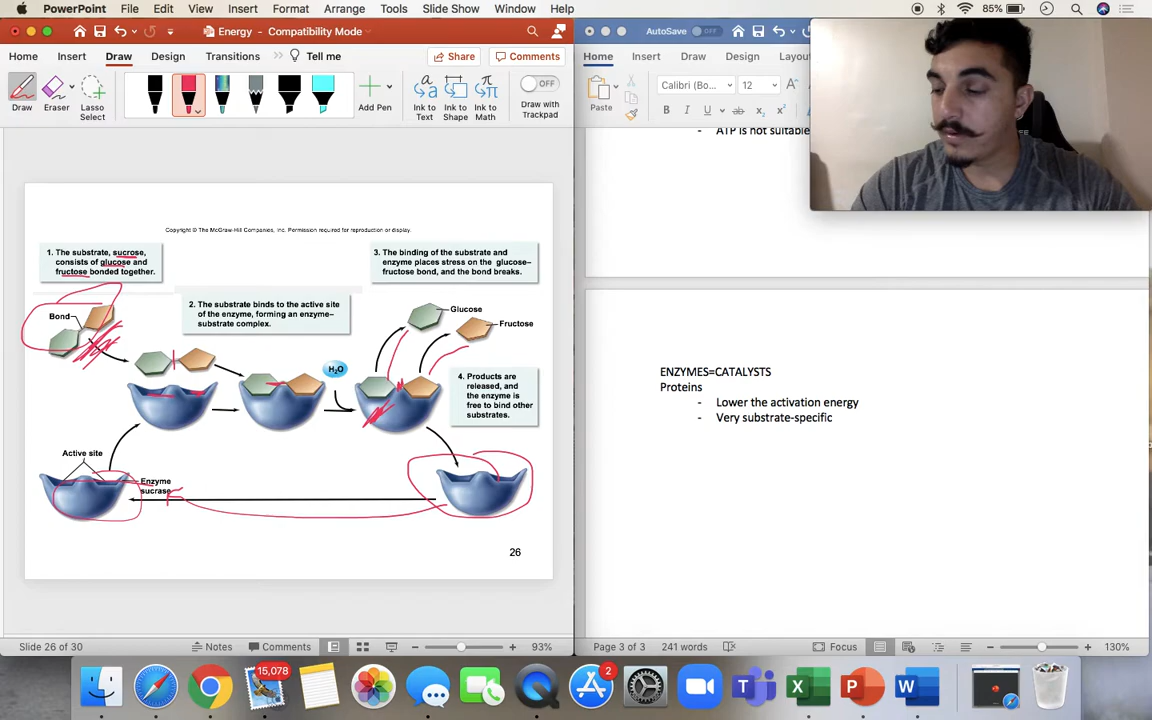 PowerPoint File Edit View Insert Format Arrange Tools Slide Show Window Help 85%
Energy - Compatibility Mode
AutoSave OFF
Home Insert Draw Design Transitions Tell me Share Comments
Home Insert Draw Design Layou
Draw Eraser Lasso Select Add Pen Ink to Text Ink to Shape Ink to Math OFF Draw with Trackpad
Paste Calibri (Bo... 12 A
B I U ab x₂ x²
- ATP is not suitable
Copyright © The McGraw-Hill Companies, Inc. Permission required for reproduction or display.
1. The substrate, sucrose,
consists of glucose and
fructose bonded together.
3. The binding of the substrate and
enzyme places stress on the glucose–
fructose bond, and the bond breaks.
2. The substrate binds to the active site
of the enzyme, forming an enzyme–
substrate complex.
Bond
Glucose
Fructose
H₂O
4. Products are
released, and
the enzyme is
free to bind other
substrates.
Active site
Enzyme
sucrase
26
ENZYMES=CATALYSTS
Proteins
- Lower the activation energy
- Very substrate-specific
Slide 26 of 30 Notes Comments 93%
Page 3 of 3 241 words Focus 130%
15,078
2